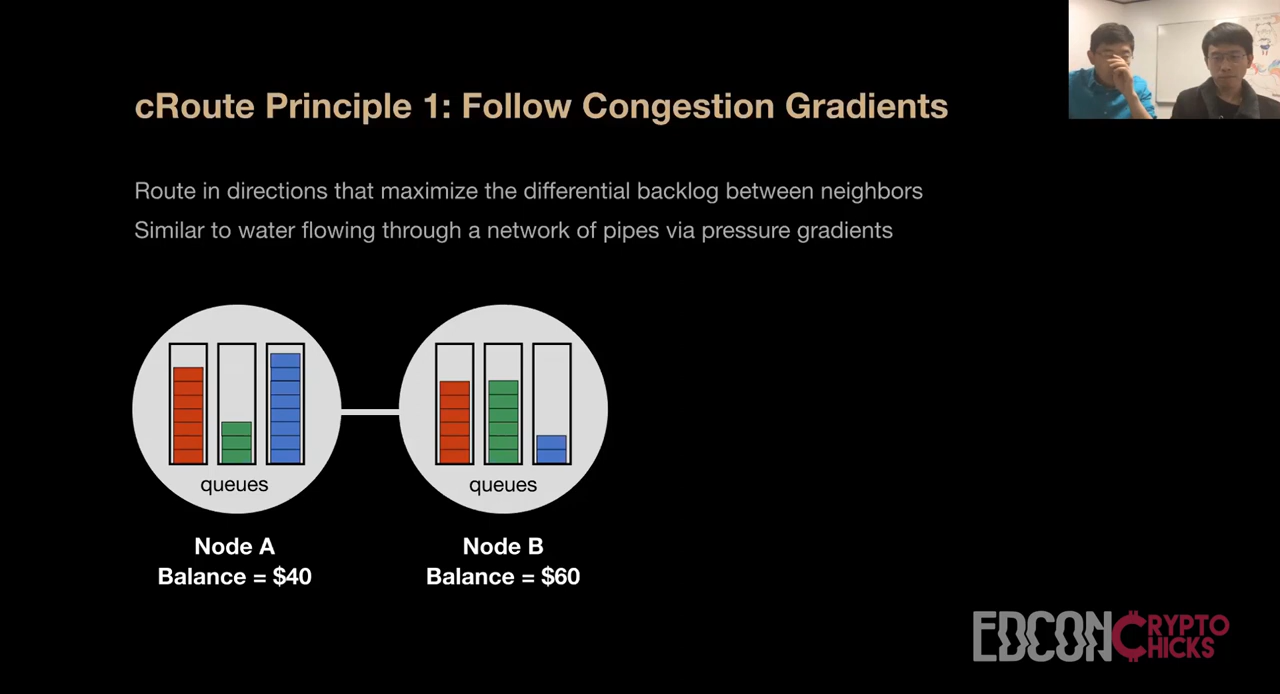 cRoute Principle 1: Follow Congestion Gradients
Route in directions that maximize the differential backlog between neighbors
Similar to water flowing through a network of pipes via pressure gradients
queues
queues
Node A
Balance = $40
Node B
Balance = $60
EDCON
CRYPTO
CHICKS